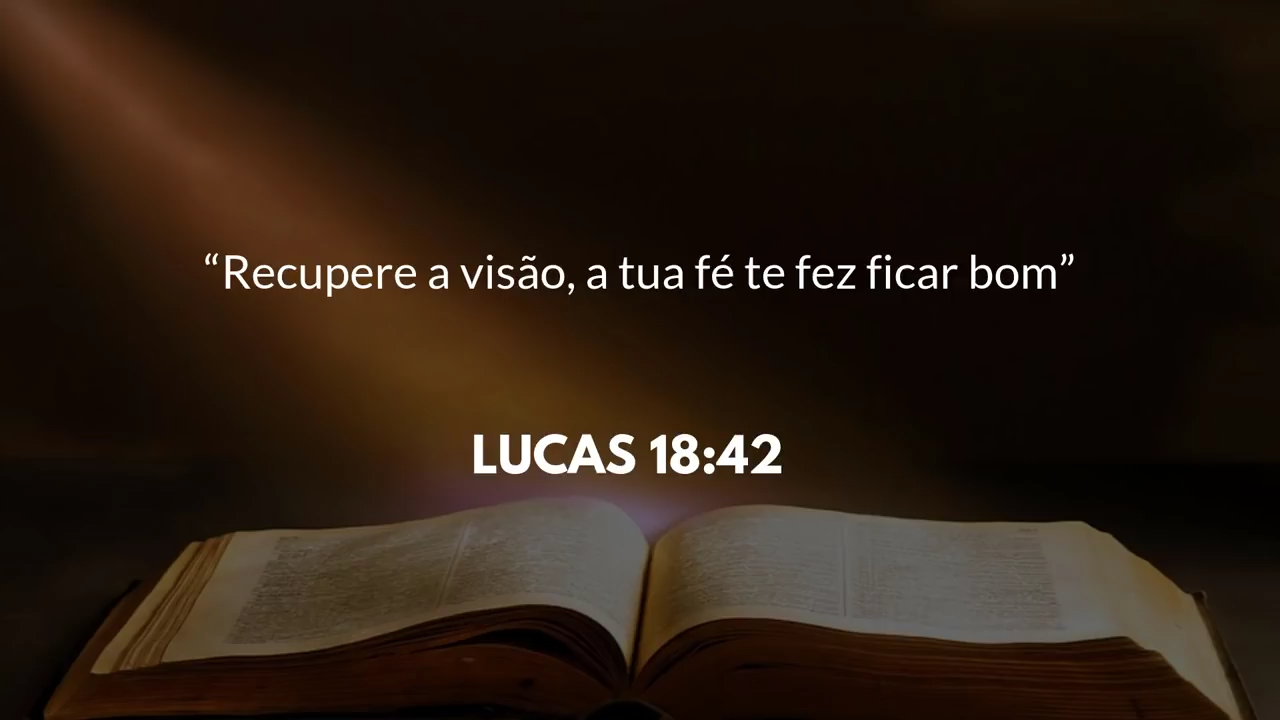 “Recupere a visão, a tua fé te fez ficar bom”
LUCAS 18:42